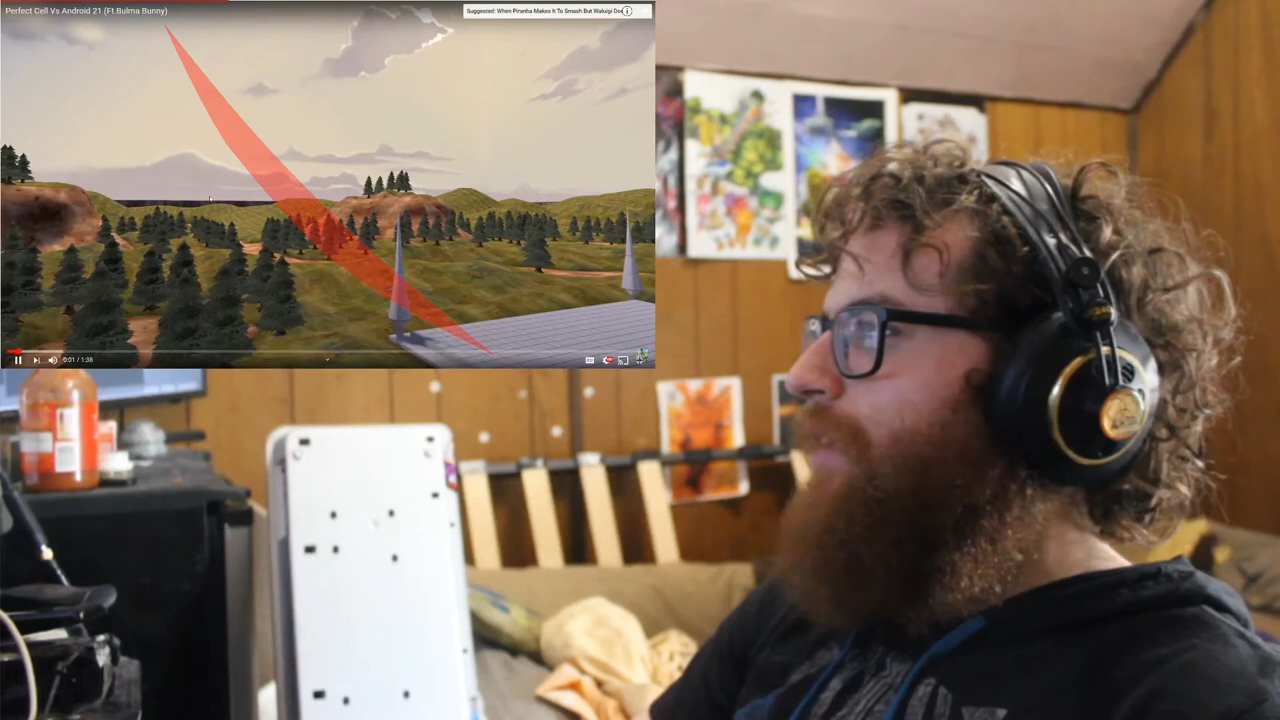 Perfect Cell Vs Android 21 (Ft.Bulma Bunny)
Suggested: When Piranha Makes It To Smash But Waluigi Do
0:01 / 1:38